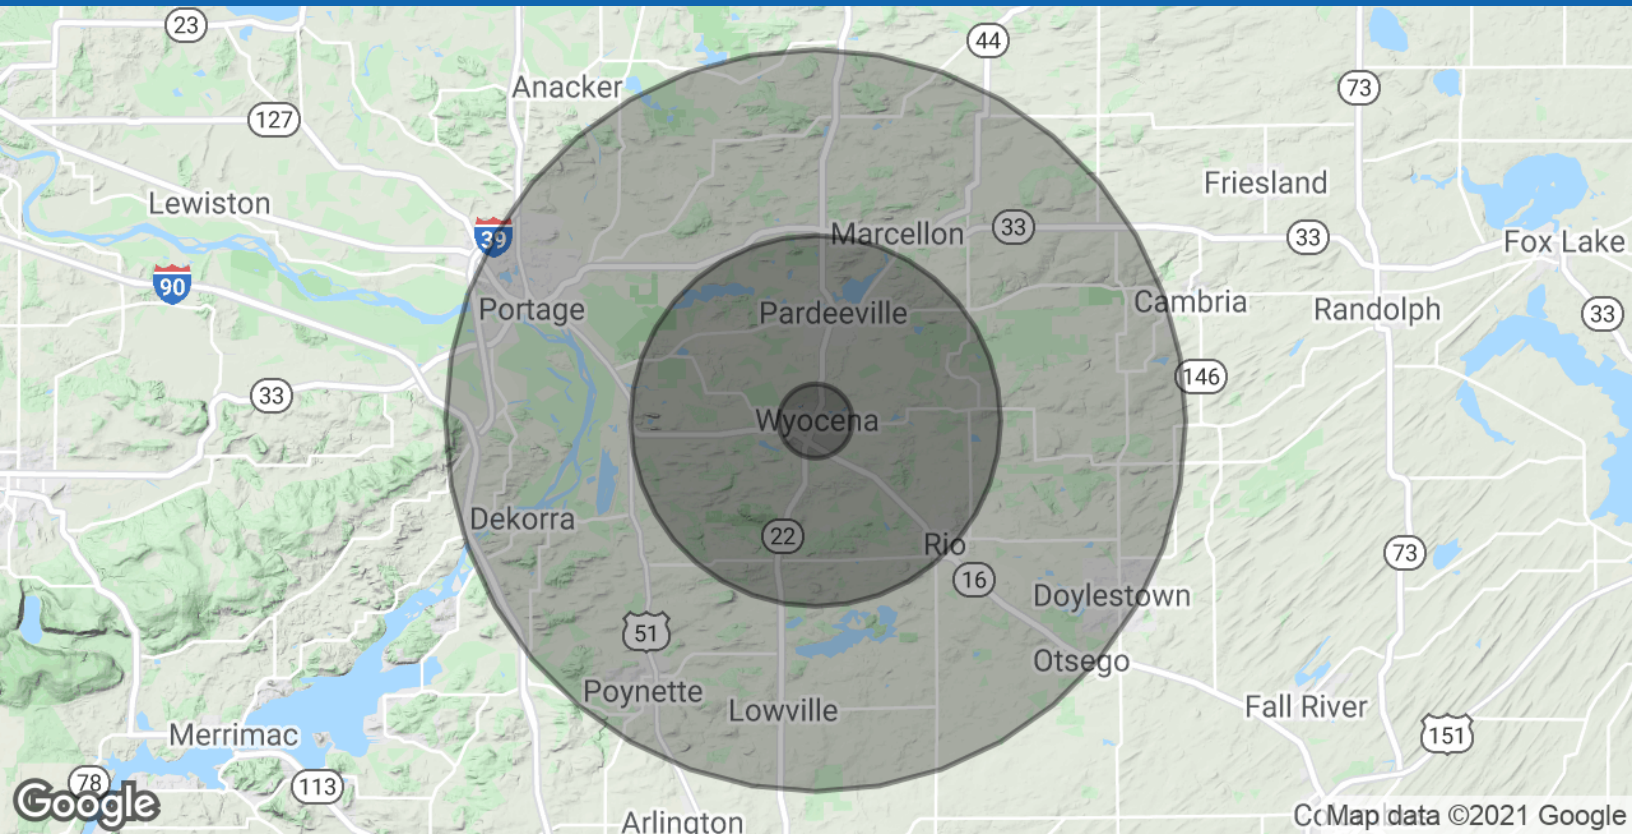 23
44
Anacker
73
127
Friesland
Lewiston
33
Marcellon
39
33
Fox Lake
90
Cambria
Portage
Pardeeville
Randolph
33
146
33
Wyocena
Dekorra
22
Rio
73
16
Doylestown
51
Otsego
Poynette
Fall River
Lowville
Merrimac
151
78
113
Google
Map data ©2021 Google
Arlington